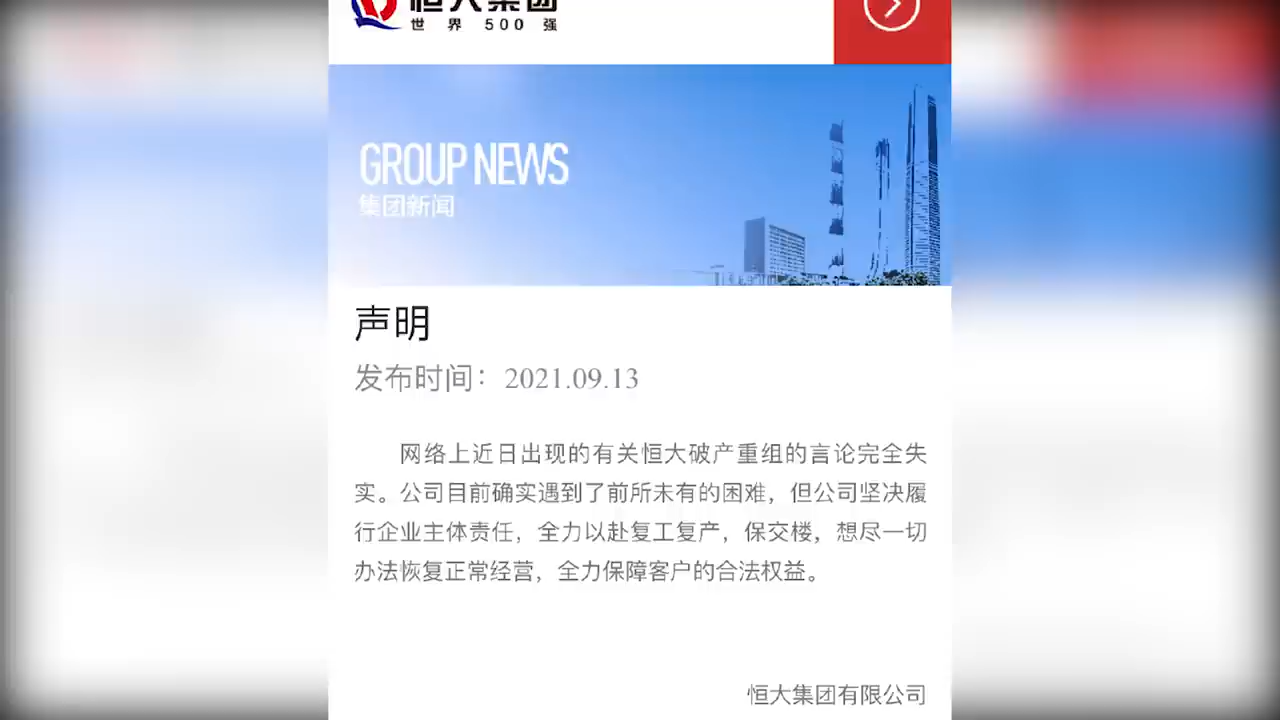 恒大集团
世界500强
GROUP NEWS
集团新闻
声明
发布时间：2021.09.13
网络上近日出现的有关恒大破产重组的言论完全失
实。公司目前确实遇到了前所未有的困难，但公司坚决履
行企业主体责任，全力以赴复工复产，保交楼，想尽一切
办法恢复正常经营，全力保障客户的合法权益。
恒大集团有限公司